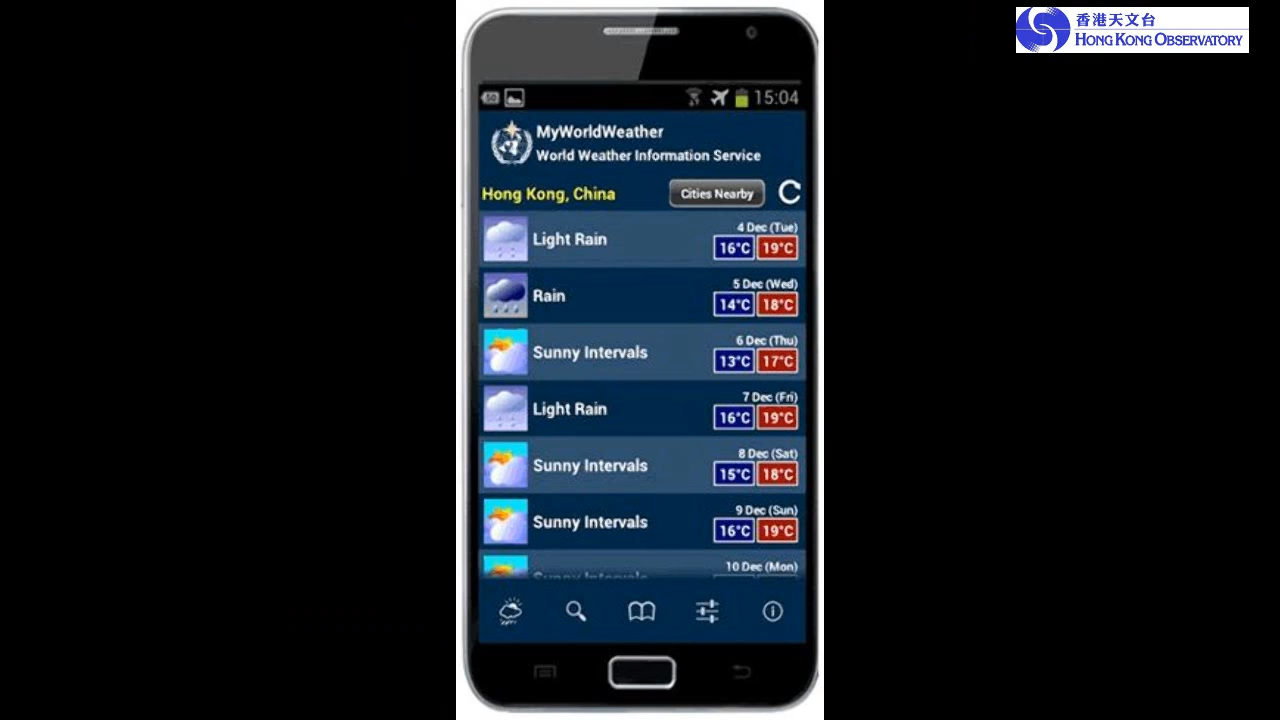 香港天文台
HONG KONG OBSERVATORY
50
15:04
MyWorldWeather
World Weather Information Service
Hong Kong, China
Cities Nearby
4 Dec (Tue)
Light Rain
16°C 19°C
5 Dec (Wed)
Rain
14°C 18°C
6 Dec (Thu)
Sunny Intervals
13°C 17°C
7 Dec (Fri)
Light Rain
16°C 19°C
8 Dec (Sat)
Sunny Intervals
15°C 18°C
9 Dec (Sun)
Sunny Intervals
16°C 19°C
10 Dec (Mon)
Sunny Intervals